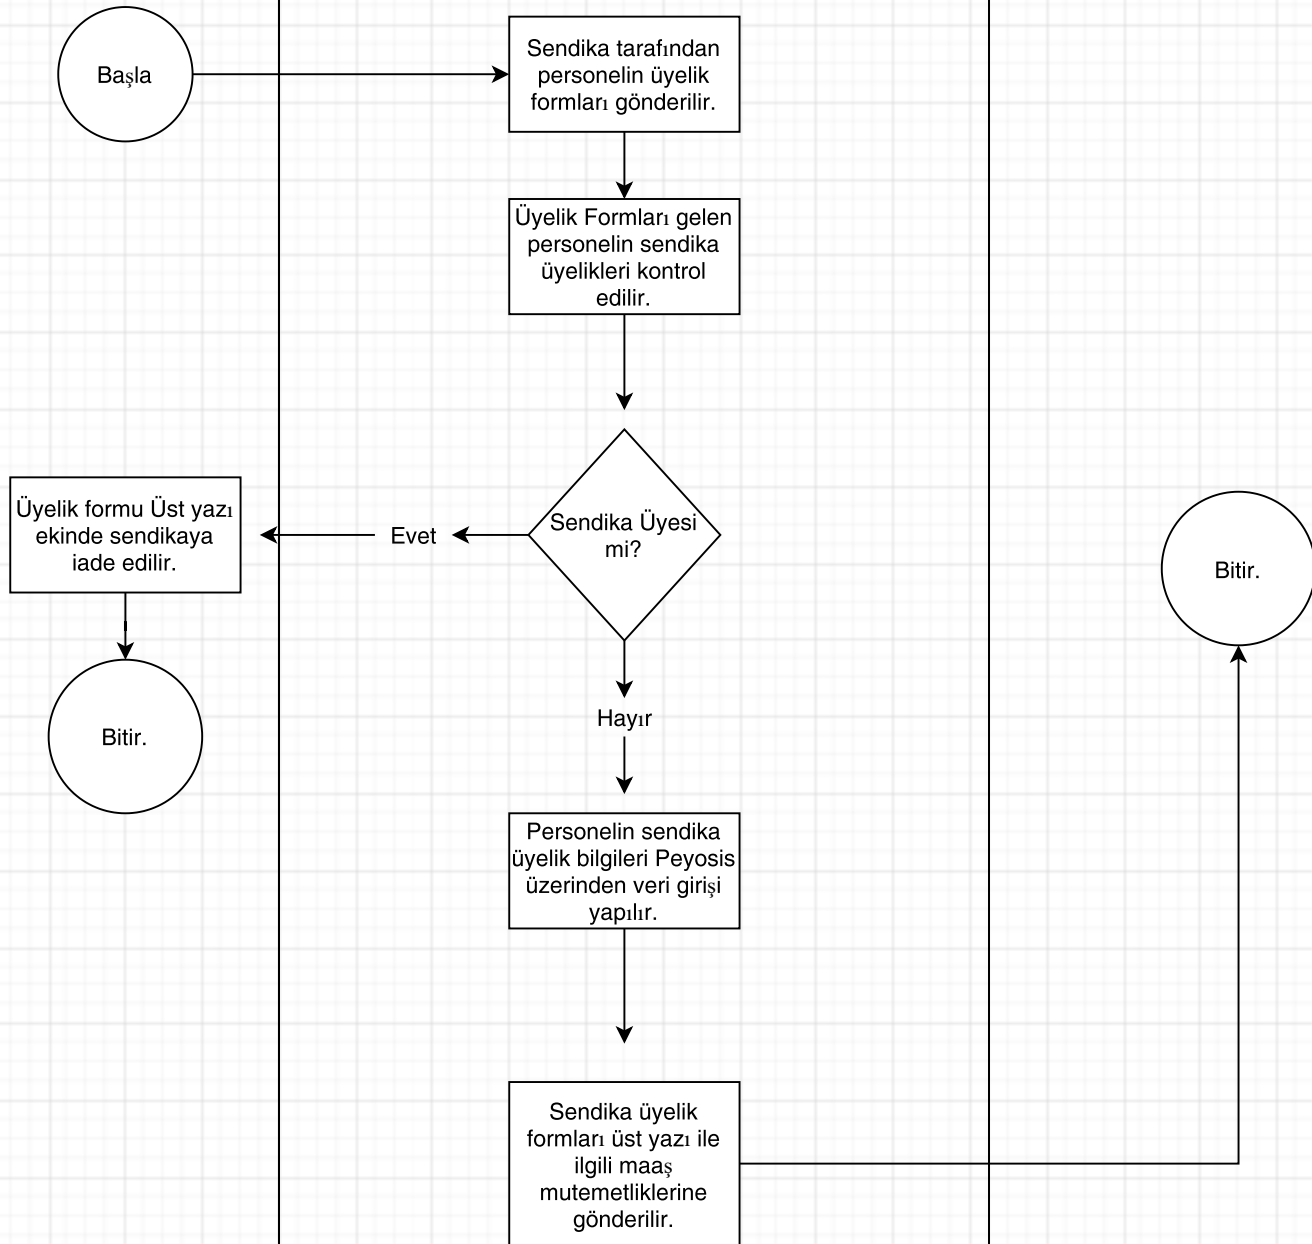 Başla
Sendika tarafından
personelin üyelik
formları gönderilir.
Üyelik Formları gelen
personelin sendika
üyelikleri kontrol
edilir.
Sendika Üyesi
mi?
Evet
Üyelik formu Üst yazı
ekinde sendikaya
iade edilir.
Bitir.
Hayır
Personelin sendika
üyelik bilgileri Peyosis
üzerinden veri girişi
yapılır.
Sendika üyelik
formları üst yazı ile
ilgili maaş
mutemetliklerine
gönderilir.
Bitir.